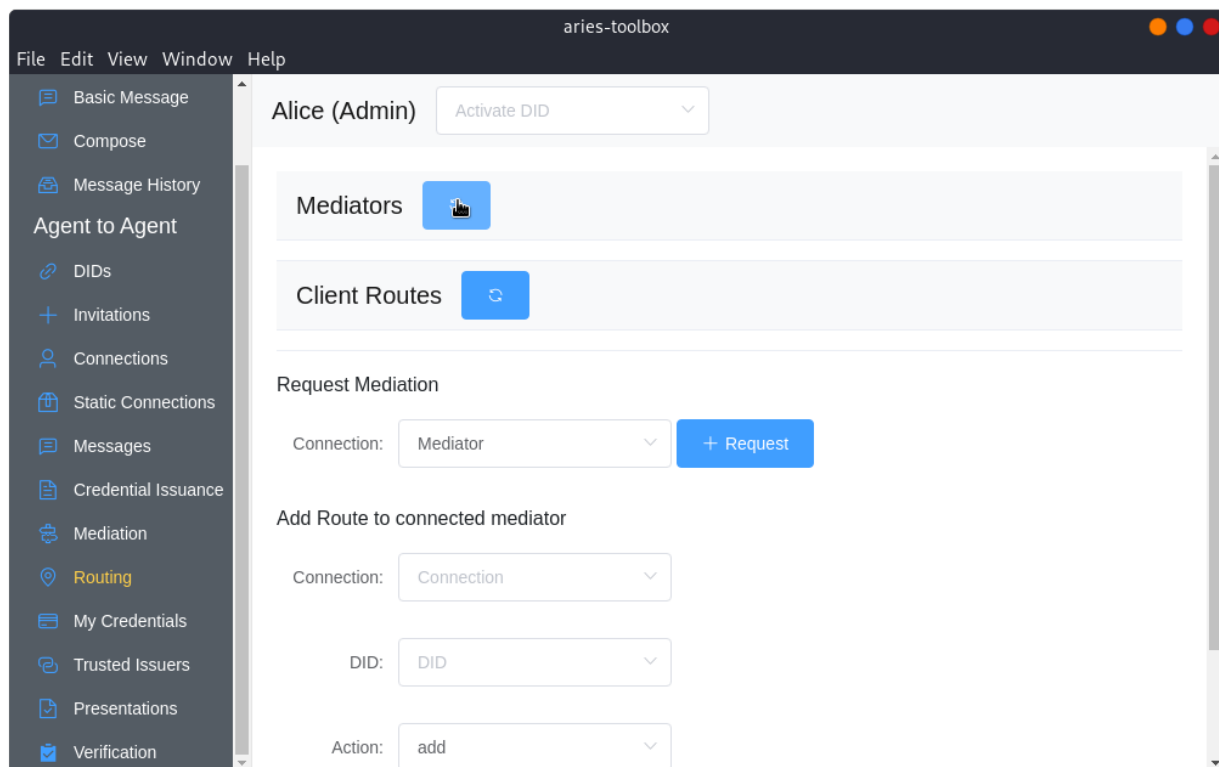 aries-toolbox
File Edit View Window Help
Basic Message
Compose
Message History
Agent to Agent
DIDs
Invitations
Connections
Static Connections
Messages
Credential Issuance
Mediation
Routing
My Credentials
Trusted Issuers
Presentations
Verification
Alice (Admin) Activate DID
Mediators
Client Routes
Request Mediation
Connection: Mediator + Request
Add Route to connected mediator
Connection: Connection
DID: DID
Action: add